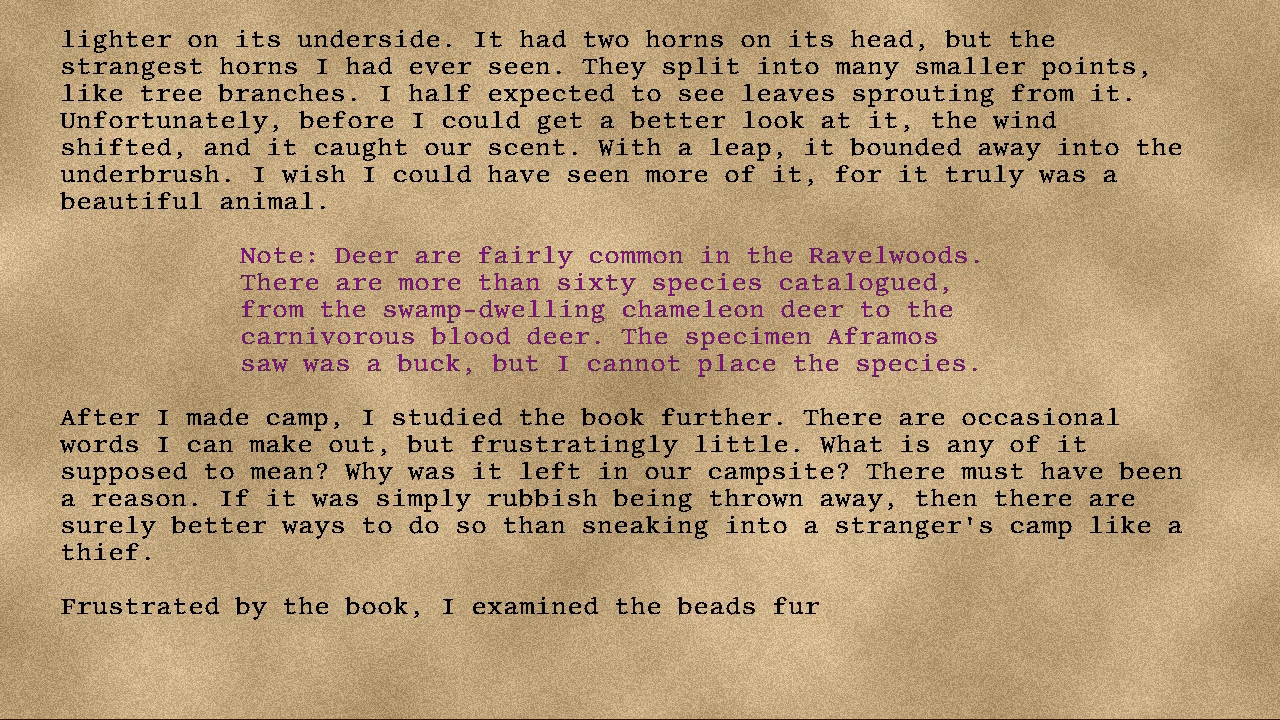 lighter on its underside. It had two horns on its head, but the
strangest horns I had ever seen. They split into many smaller points,
like tree branches. I half expected to see leaves sprouting from it.
Unfortunately, before I could get a better look at it, the wind
shifted, and it caught our scent. With a leap, it bounded away into the
underbrush. I wish I could have seen more of it, for it truly was a
beautiful animal.
Note: Deer are fairly common in the Ravelwoods.
There are more than sixty species catalogued,
from the swamp-dwelling chameleon deer to the
carnivorous blood deer. The specimen Aframos
saw was a buck, but I cannot place the species.
After I made camp, I studied the book further. There are occasional
words I can make out, but frustratingly little. What is any of it
supposed to mean? Why was it left in our campsite? There must have been
a reason. If it was simply rubbish being thrown away, then there are
surely better ways to do so than sneaking into a stranger's camp like a
thief.
Frustrated by the book, I examined the beads fur